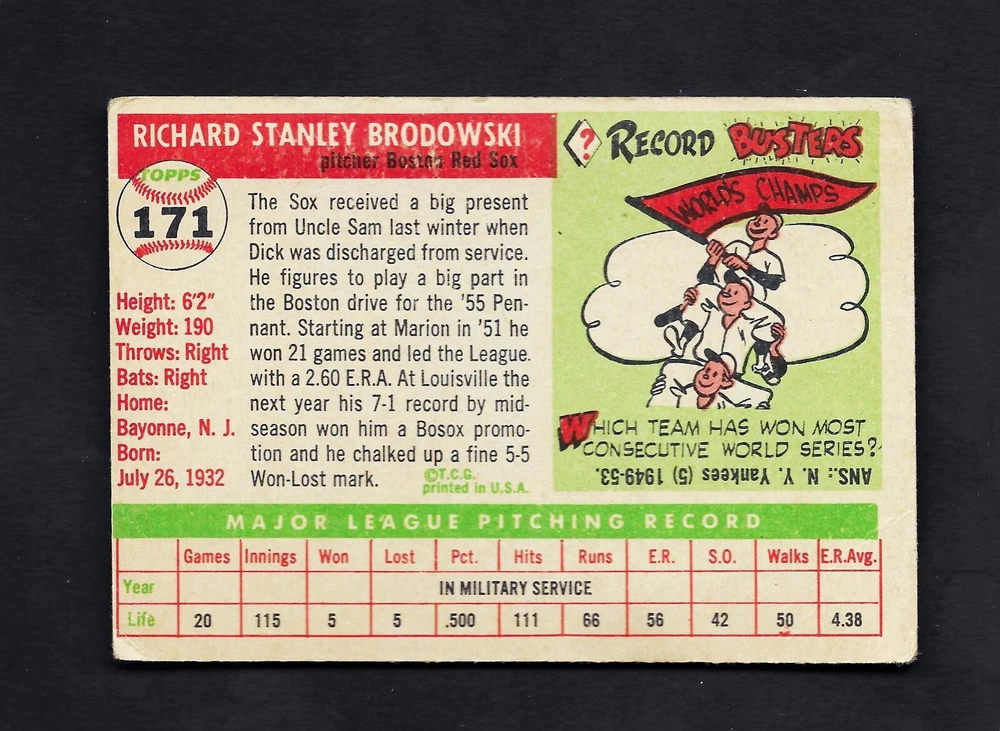 RICHARD STANLEY BRODOWSKI
pitcher Boston Red Sox
TOPPS
171
Height: 6'2"
Weight: 190
Throws: Right
Bats: Right
Home:
Bayonne, N. J.
Born:
July 26, 1932
The Sox received a big present
from Uncle Sam last winter when
Dick was discharged from service.
He figures to play a big part in
the Boston drive for the '55 Pen-
nant. Starting at Marion in '51 he
won 21 games and led the League.
with a 2.60 E.R.A. At Louisville the
next year his 7-1 record by mid-
season won him a Bosox promo-
tion and he chalked up a fine 5-5
Won-Lost mark.
©T.C.G.
printed in U.S.A.
? RECORD BUSTERS
WORLD'S CHAMPS
WHICH TEAM HAS WON MOST
CONSECUTIVE WORLD SERIES?
ANS.: N. Y. Yankees (5) 1949-53.
MAJOR LEAGUE PITCHING RECORD
Games Innings Won Lost Pct. Hits Runs E.R. S.O. Walks E.R.Avg.
Year IN MILITARY SERVICE
Life 20 115 5 5 .500 111 66 56 42 50 4.38